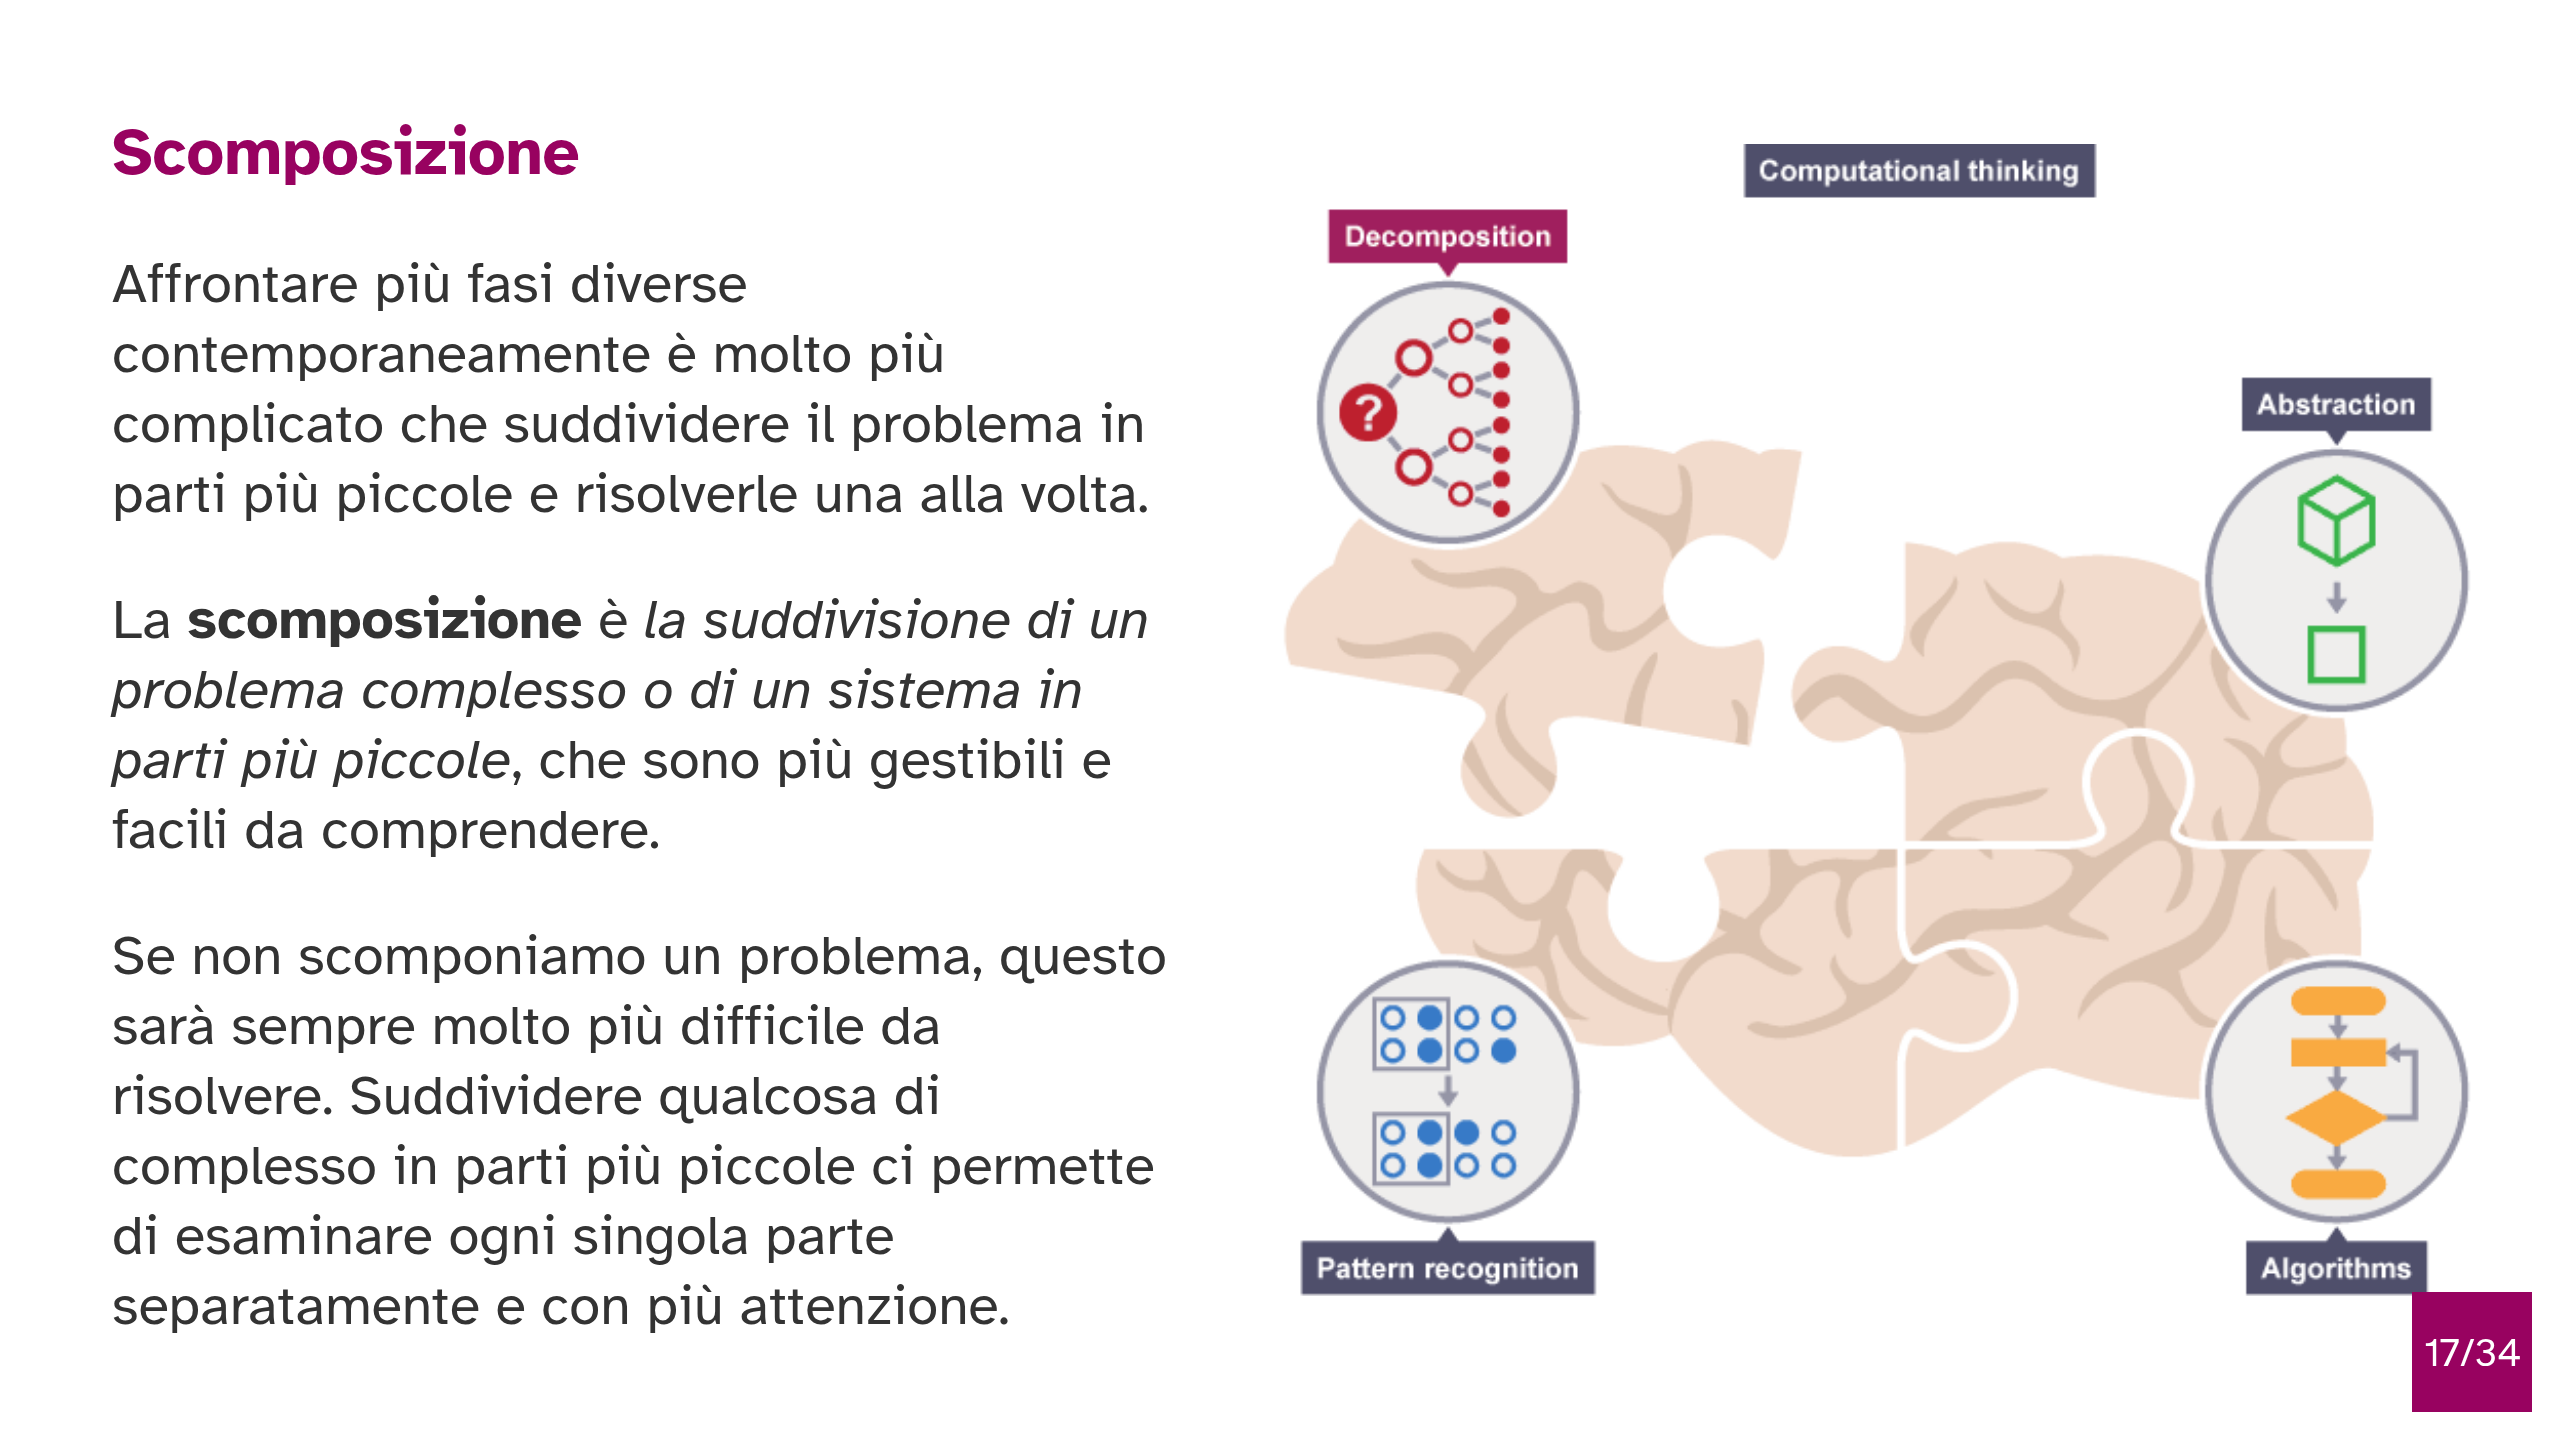 Scomposizione
Affrontare più fasi diverse
contemporaneamente è molto più
complicato che suddividere il problema in
parti più piccole e risolverle una alla volta.
La scomposizione è la suddivisione di un
problema complesso o di un sistema in
parti più piccole, che sono più gestibili e
facili da comprendere.
Se non scomponiamo un problema, questo
sarà sempre molto più difficile da
risolvere. Suddividere qualcosa di
complesso in parti più piccole ci permette
di esaminare ogni singola parte
separatamente e con più attenzione.
Computational thinking
Decomposition
?
Abstraction
Pattern recognition
Algorithms
17/34